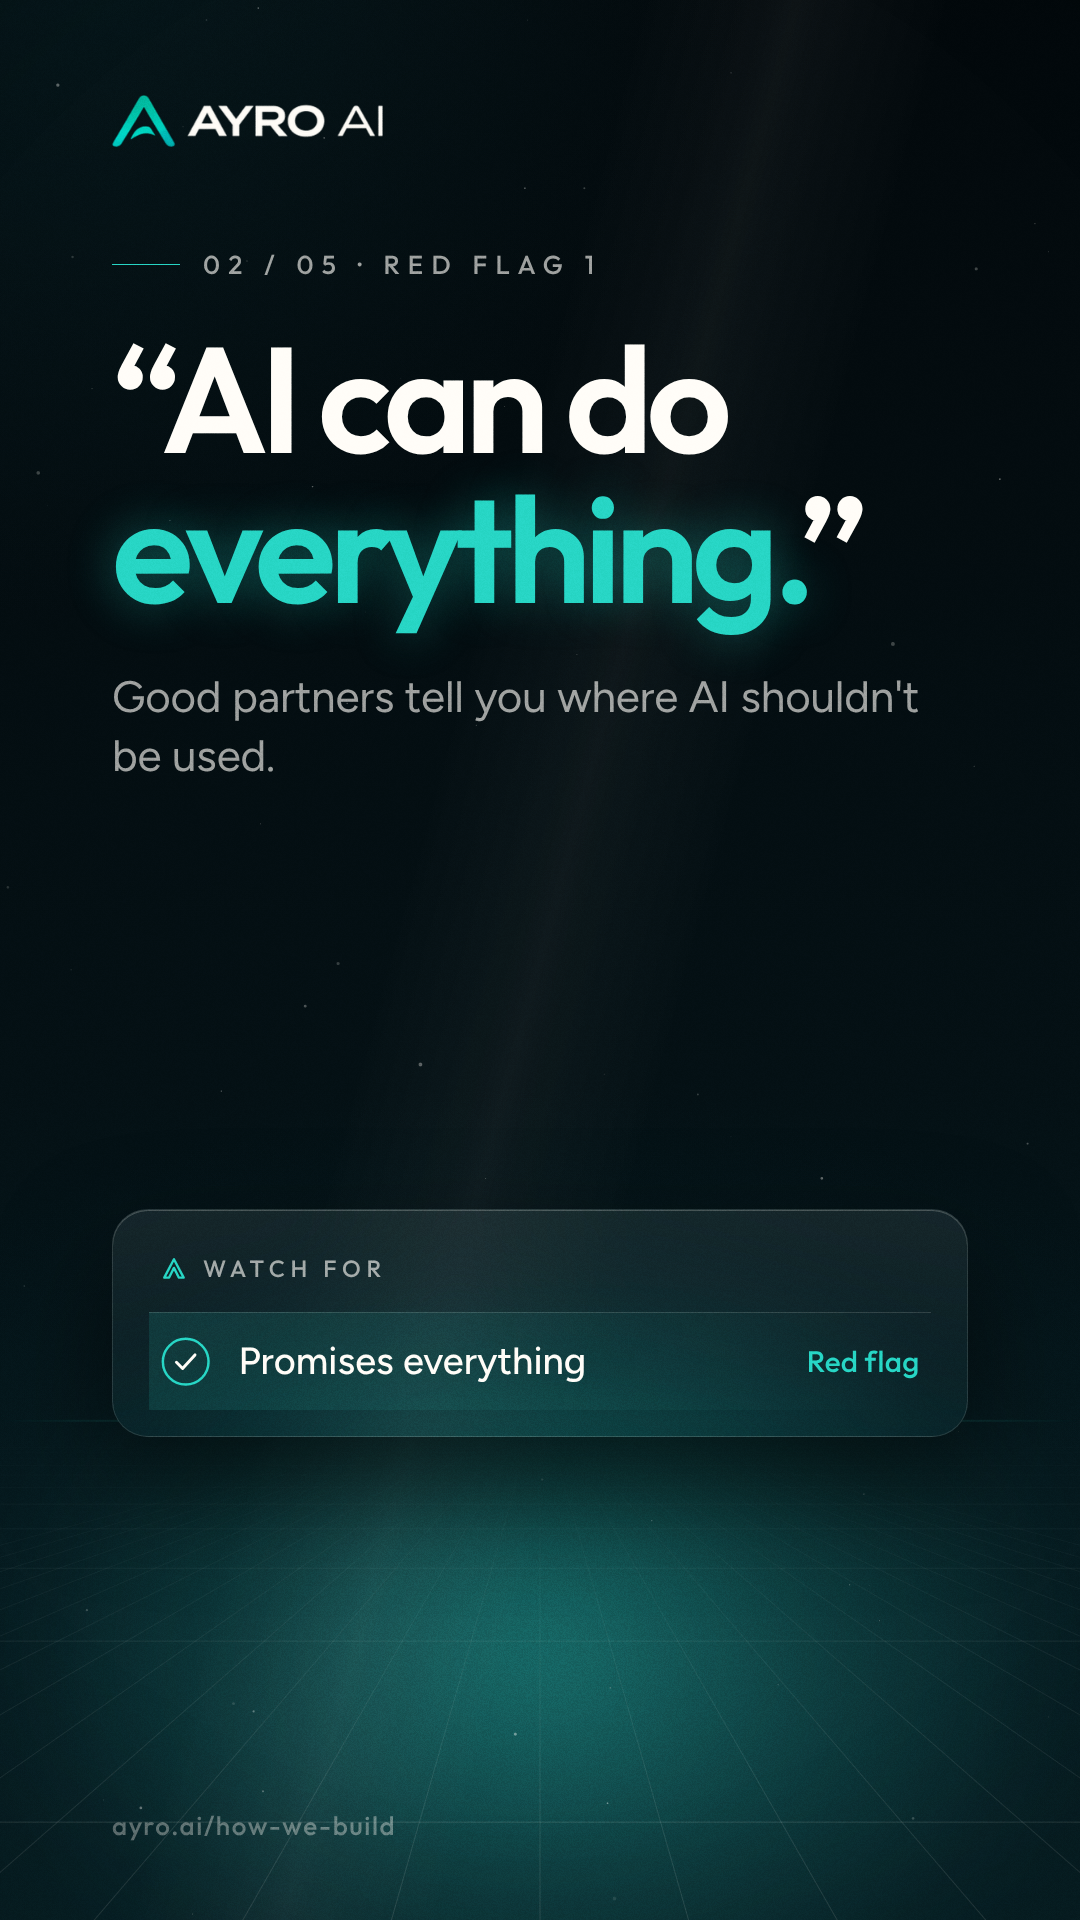 AYRO AI
02 / 05 · RED FLAG 1
“AI can do
everything.”
Good partners tell you where AI shouldn't
be used.
WATCH FOR
Promises everything
Red flag
ayro.ai/how-we-build